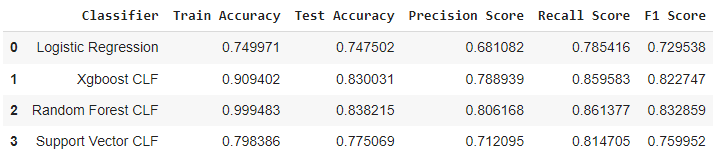 Classifier Train Accuracy Test Accuracy Precision Score Recall Score F1 Score
0 Logistic Regression 0.749971 0.747502 0.681082 0.785416 0.729538
1 Xgboost CLF 0.909402 0.830031 0.788939 0.859583 0.822747
2 Random Forest CLF 0.999483 0.838215 0.806168 0.861377 0.832859
3 Support Vector CLF 0.798386 0.775069 0.712095 0.814705 0.759952